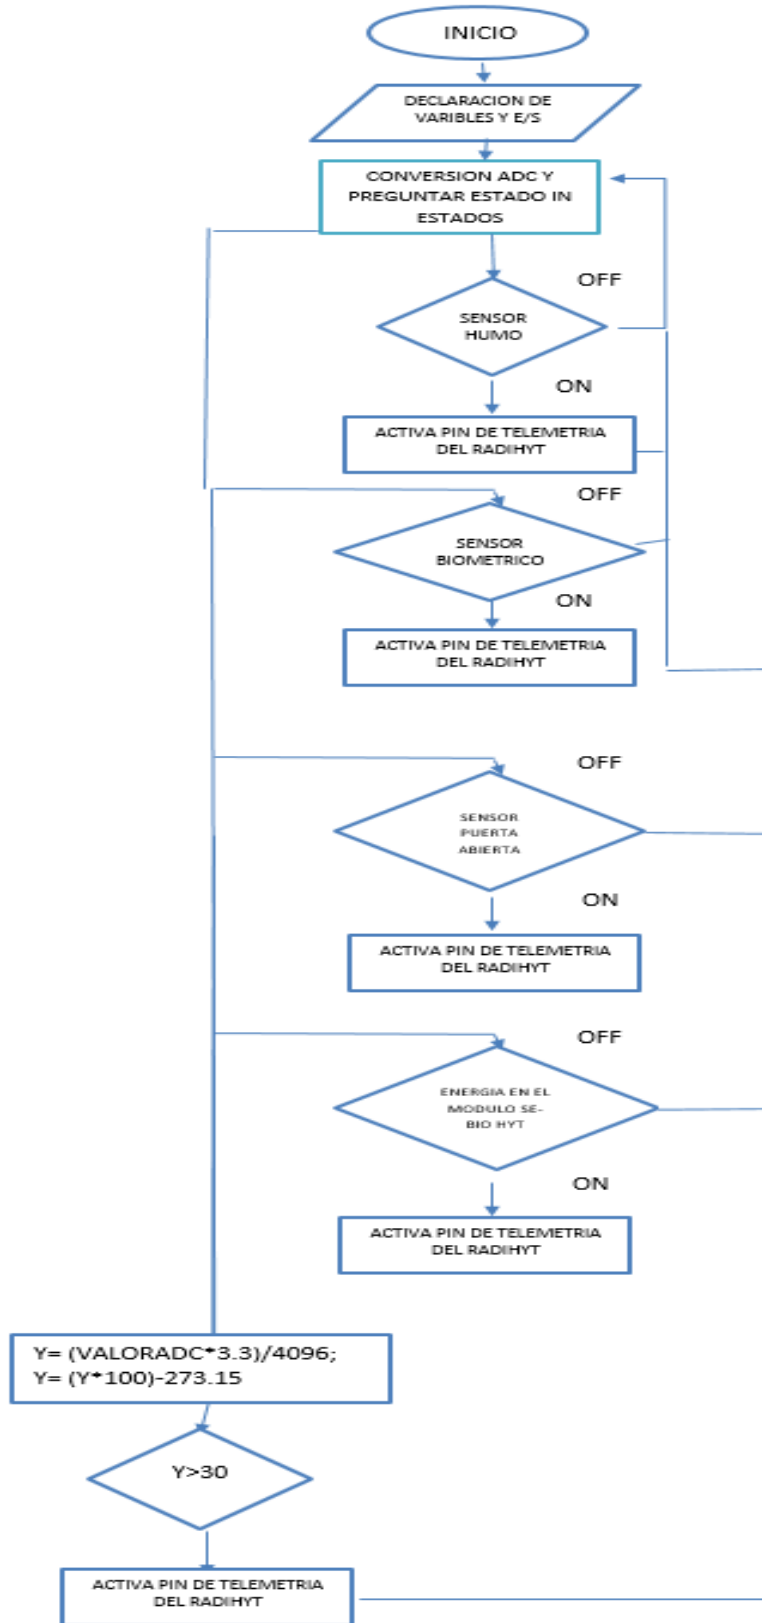 INICIO
DECLARACION DE
VARIBLES Y E/S
CONVERSION ADC Y
PREGUNTAR ESTADO IN
ESTADOS
OFF
SENSOR
HUMO
ON
ACTIVA PIN DE TELEMETRIA
DEL RADIHYT
OFF
SENSOR
BIOMETRICO
ON
ACTIVA PIN DE TELEMETRIA
DEL RADIHYT
OFF
SENSOR
PUERTA
ABIERTA
ON
ACTIVA PIN DE TELEMETRIA
DEL RADIHYT
OFF
ENERGIA EN EL
MODULO SE-
BIO HYT
ON
ACTIVA PIN DE TELEMETRIA
DEL RADIHYT
Y= (VALORADC*3.3)/4096;
Y= (Y*100)-273.15
Y>30
ACTIVA PIN DE TELEMETRIA
DEL RADIHYT